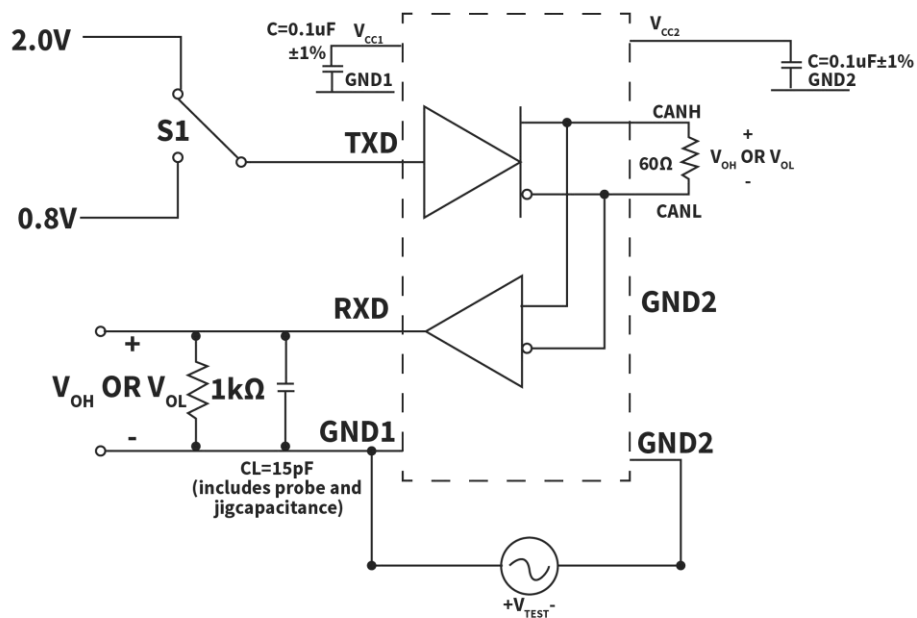 2.0V
C=0.1uF
±1%
VCC1
GND1
VCC2
C=0.1uF±1%
GND2
S1
TXD
CANH
60Ω
+
VOH OR VOL
-
CANL
0.8V
RXD
GND2
+
VOH OR VOL
1kΩ
-
GND1
GND2
CL=15pF
(includes probe and
jigcapacitance)
+VTEST-